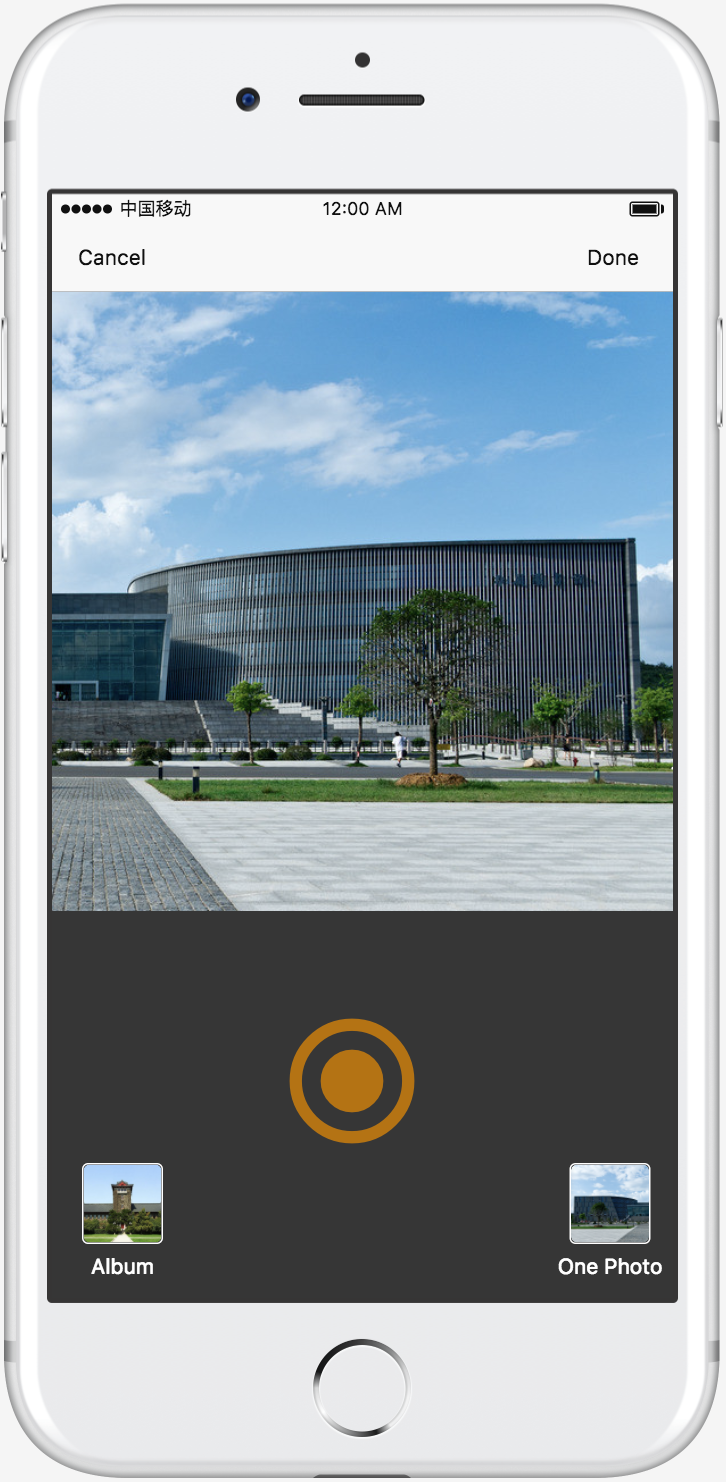 中国移动
12:00 AM
Cancel
Done
Album
One Photo